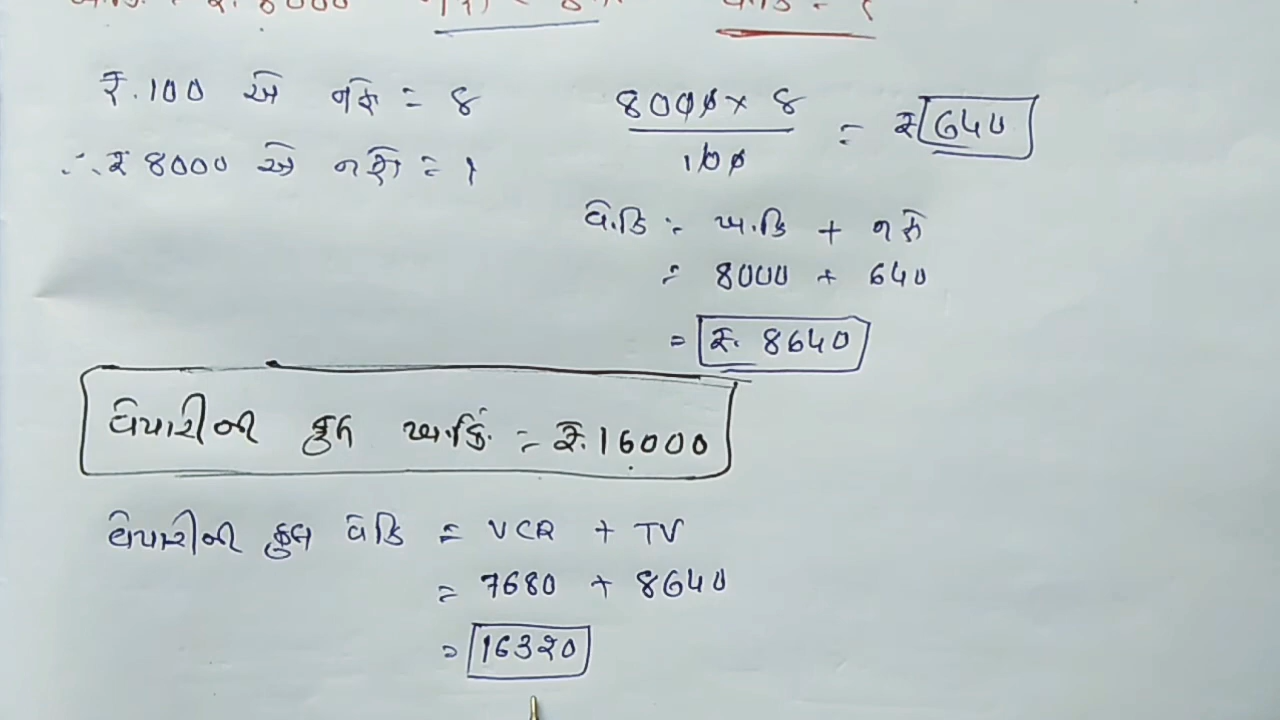 રૂ. 100 એ નફો = 8
∴ રૂ 8000 એ નફો = ?
8000 × 8
100
= રૂ 640
વે.કિ = ખ.કિ + નફો
= 8000 + 640
= રૂ. 8640
વેપારીની કુલ ખ.કિં. = રૂ. 16000
વેપારીની કુલ વે કિ = VCR + TV
= 7680 + 8640
= 16320